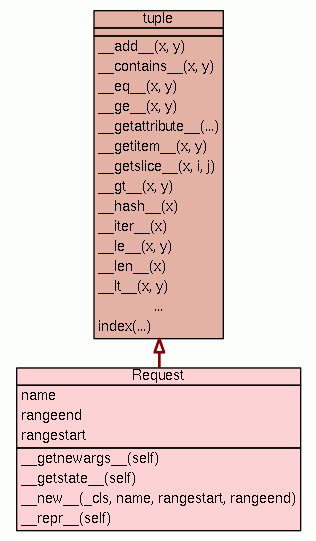 tuple
__add__(x, y)
__contains__(x, y)
__eq__(x, y)
__ge__(x, y)
__getattribute__(...)
__getitem__(x, y)
__getslice__(x, i, j)
__gt__(x, y)
__hash__(x)
__iter__(x)
__le__(x, y)
__len__(x)
__lt__(x, y)
...
index(...)
Request
name
rangeend
rangestart
__getnewargs__(self)
__getstate__(self)
__new__(_cls, name, rangestart, rangeend)
__repr__(self)